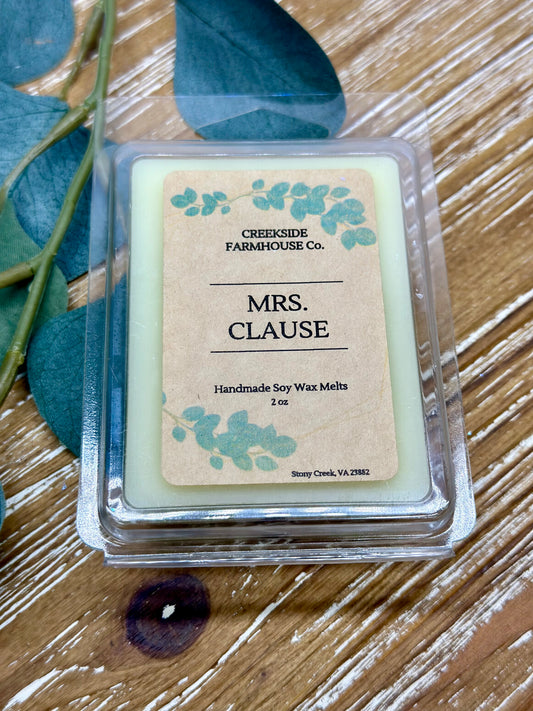 CREEKSIDE
FARMHOUSE Co.
MRS.
CLAUSE
Handmade Soy Wax Melts
2 oz
Stony Creek, VA 23882